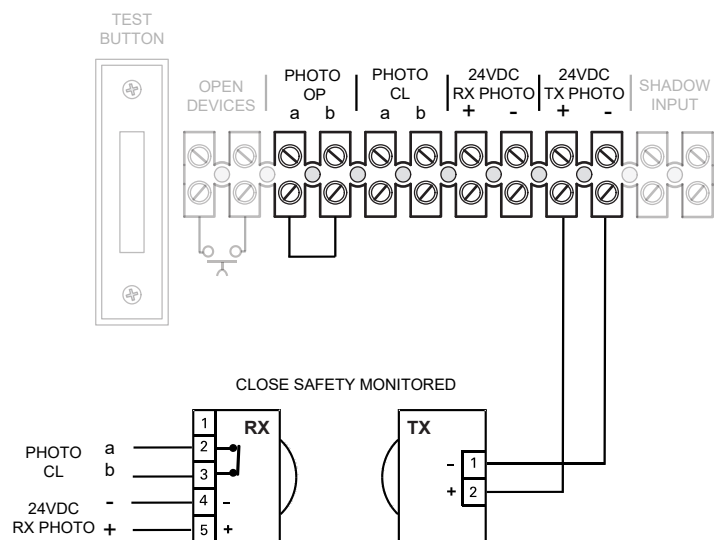 TEST
BUTTON
OPEN
DEVICES
PHOTO
OP
a b
PHOTO
CL
a b
24VDC
RX PHOTO
+ -
24VDC
TX PHOTO
+ -
SHADOW
INPUT
CLOSE SAFETY MONITORED
RX
1
2
3
4 -
5 +
PHOTO
CL
a
b
24VDC
RX PHOTO
-
+
TX
- 1
+ 2